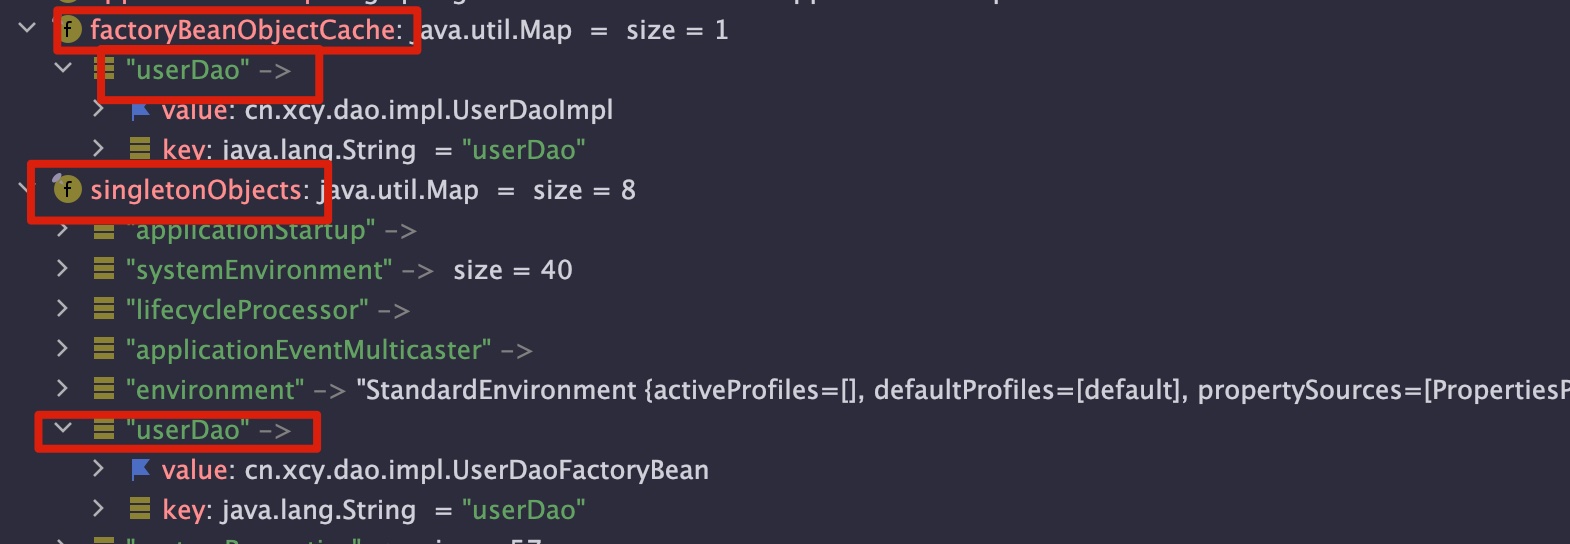 factoryBeanObjectCache: java.util.Map = size = 1
"userDao" ->
value: cn.xcy.dao.impl.UserDaoImpl
key: java.lang.String = "userDao"
f singletonObjects: java.util.Map = size = 8
"applicationStartup" ->
"systemEnvironment" -> size = 40
"lifecycleProcessor" ->
"applicationEventMulticaster" ->
"environment" -> "StandardEnvironment {activeProfiles=[], defaultProfiles=[default], propertySources=[PropertiesP
"userDao" ->
value: cn.xcy.dao.impl.UserDaoFactoryBean
key: java.lang.String = "userDao"